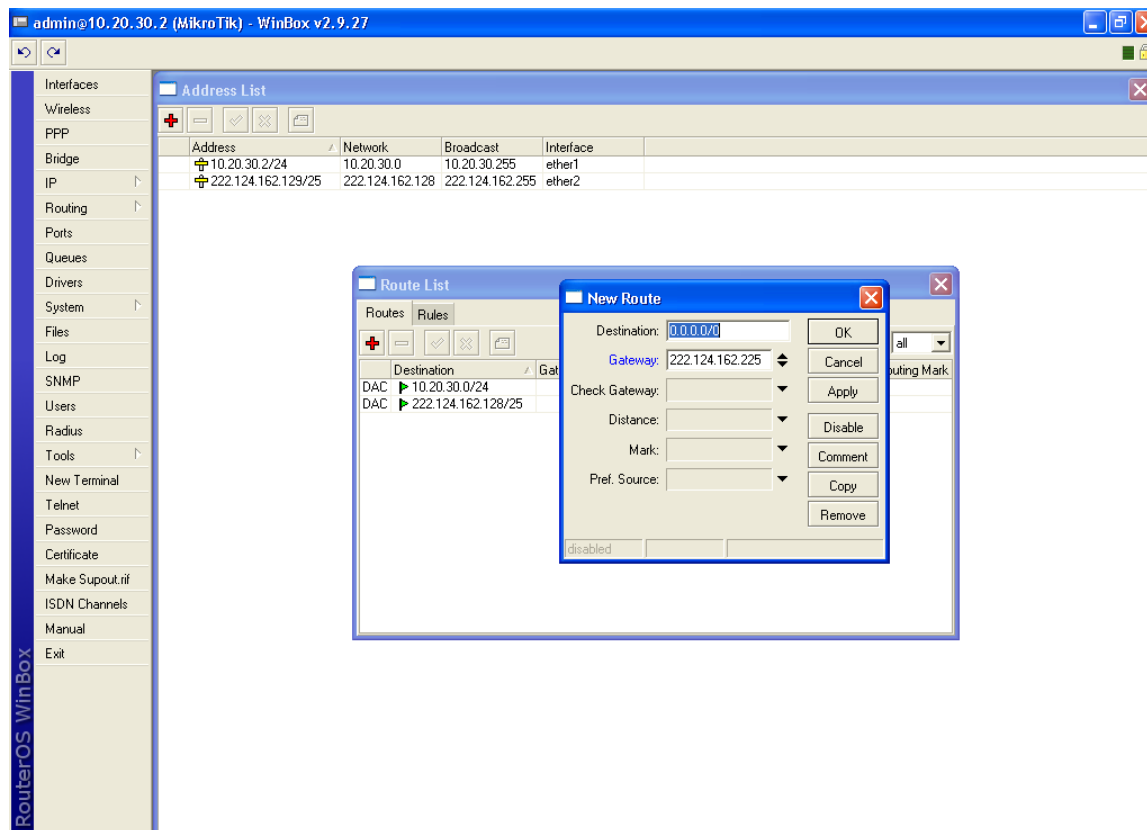 admin@10.20.30.2 (MikroTik) - WinBox v2.9.27
Interfaces
Wireless
PPP
Bridge
IP
Routing
Ports
Queues
Drivers
System
Files
Log
SNMP
Users
Radius
Tools
New Terminal
Telnet
Password
Certificate
Make Supout.rif
ISDN Channels
Manual
Exit
RouterOS WinBox
Address List
Address Network Broadcast Interface
10.20.30.2/24 10.20.30.0 10.20.30.255 ether1
222.124.162.129/25 222.124.162.128 222.124.162.255 ether2
Route List
Routes Rules
all
Destination Gat outing Mark
DAC 10.20.30.0/24
DAC 222.124.162.128/25
New Route
Destination: 0.0.0.0/0 OK
Gateway: 222.124.162.225 Cancel
Check Gateway: Apply
Distance: Disable
Mark: Comment
Pref. Source: Copy
Remove
disabled